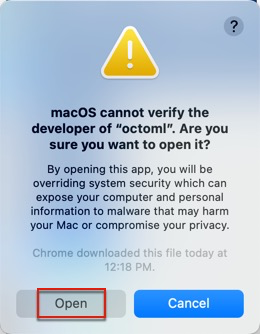 ?
macOS cannot verify the
developer of “octoml”. Are you
sure you want to open it?
By opening this app, you will be
overriding system security which can
expose your computer and personal
information to malware that may harm
your Mac or compromise your privacy.
Chrome downloaded this file today at
12:18 PM.
Open Cancel